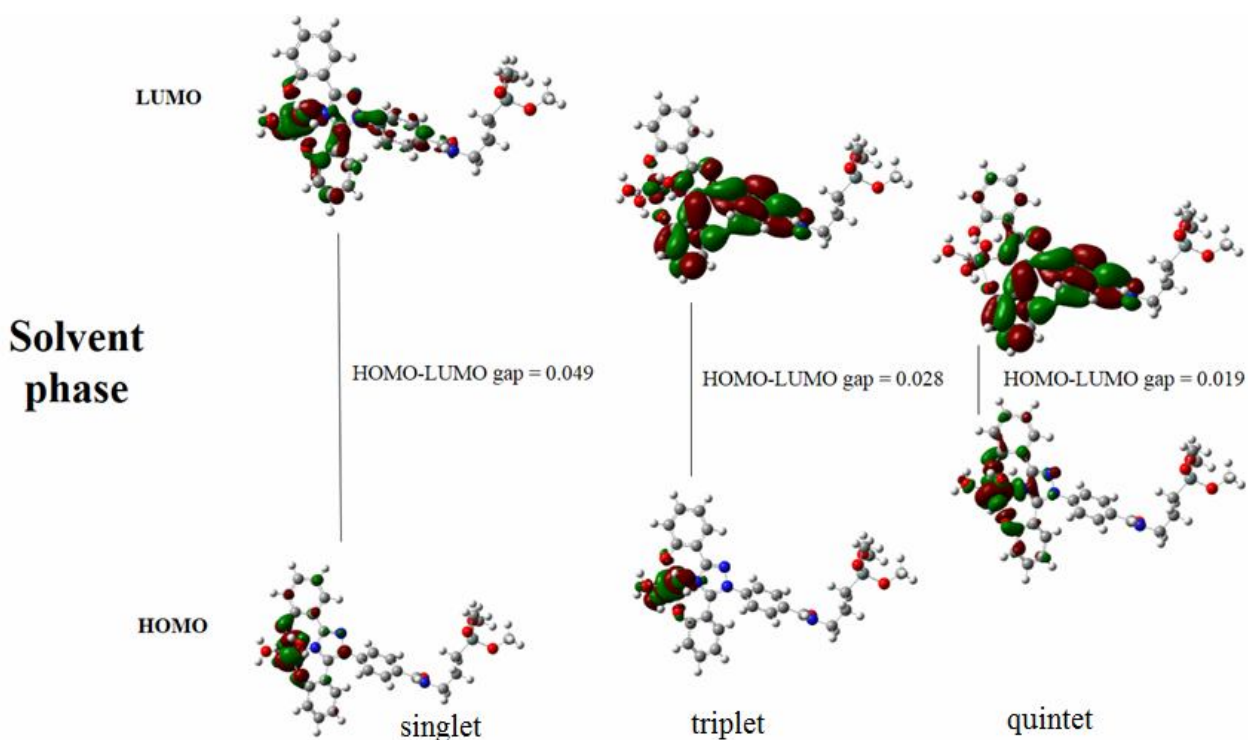 LUMO
Solvent
phase
HOMO-LUMO gap = 0.049
HOMO-LUMO gap = 0.028
HOMO-LUMO gap = 0.019
HOMO
singlet
triplet
quintet